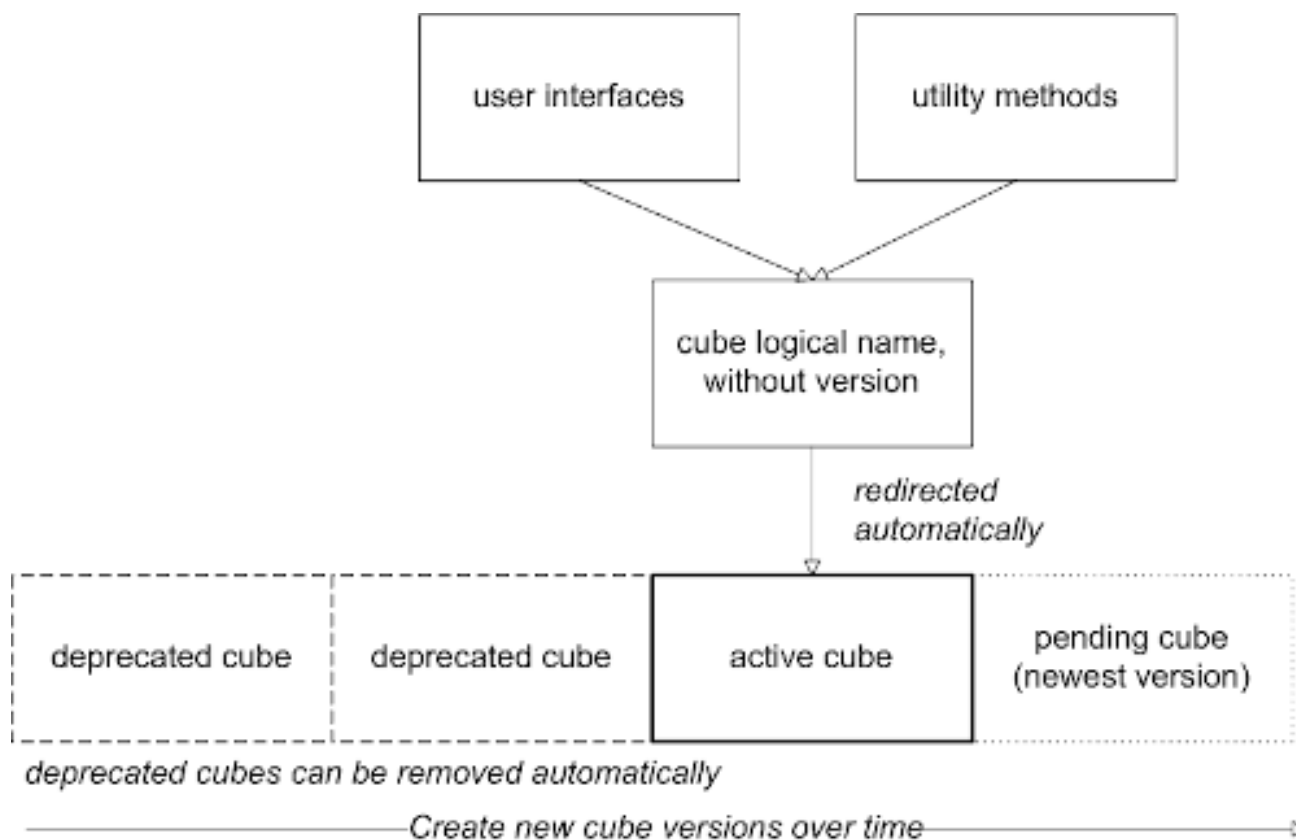 user interfaces
utility methods
cube logical name,
without version
redirected
automatically
deprecated cube
deprecated cube
active cube
pending cube
(newest version)
deprecated cubes can be removed automatically
Create new cube versions over time